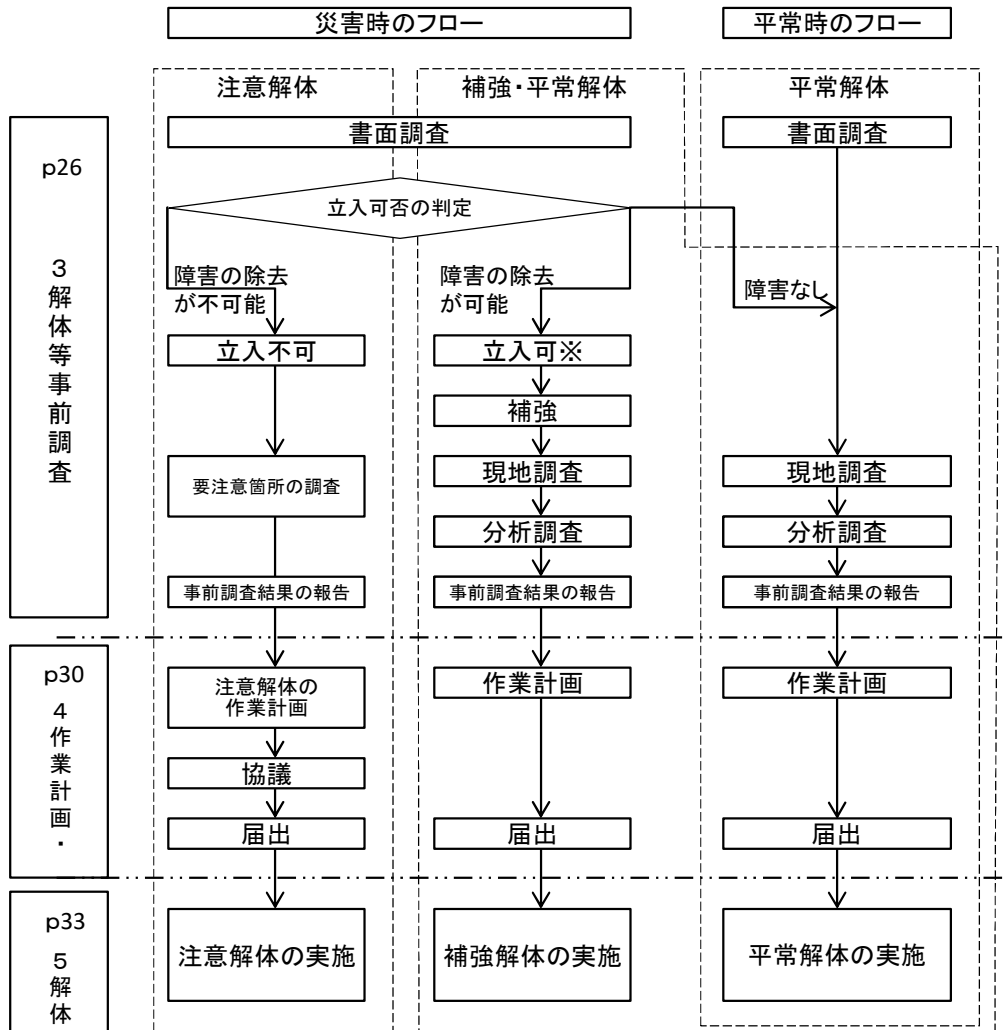 災害時のフロー
平常時のフロー
注意解体
補強・平常解体
平常解体
書面調査
書面調査
p26
3解体等事前調査
立入可否の判定
障害の除去
が不可能
障害の除去
が可能
障害なし
立入不可
立入可※
補強
要注意箇所の調査
現地調査
現地調査
分析調査
分析調査
事前調査結果の報告
事前調査結果の報告
事前調査結果の報告
p30
4作業計画・
注意解体の
作業計画
作業計画
作業計画
協議
届出
届出
届出
p33
5解体
注意解体の実施
補強解体の実施
平常解体の実施